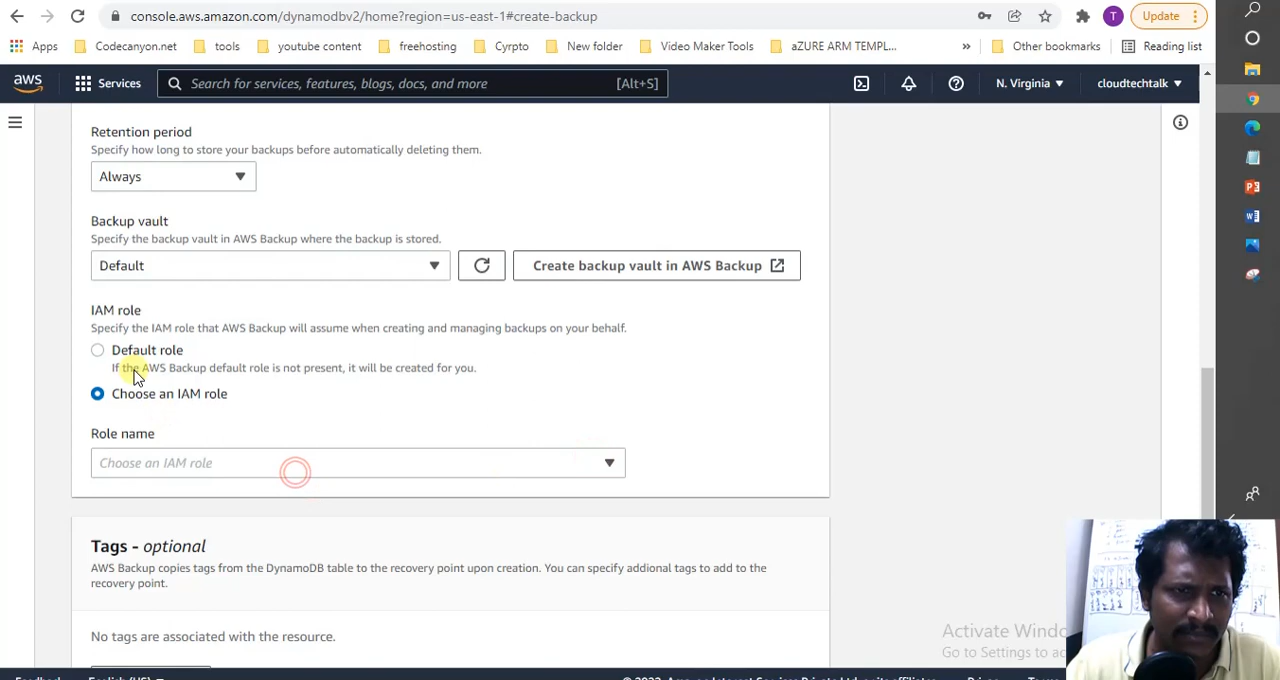 console.aws.amazon.com/dynamodbv2/home?region=us-east-1#create-backup
T
Update
Apps
Codecanyon.net
tools
youtube content
freehosting
Cyrpto
New folder
Video Maker Tools
aZURE ARM TEMPL...
»
Other bookmarks
Reading list
aws
Services
Search for services, features, blogs, docs, and more
[Alt+S]
N. Virginia
cloudtechtalk
Retention period
Specify how long to store your backups before automatically deleting them.
Always
Backup vault
Specify the backup vault in AWS Backup where the backup is stored.
Default
Create backup vault in AWS Backup
IAM role
Specify the IAM role that AWS Backup will assume when creating and managing backups on your behalf.
Default role
If the AWS Backup default role is not present, it will be created for you.
Choose an IAM role
Role name
Choose an IAM role
Tags - optional
AWS Backup copies tags from the DynamoDB table to the recovery point upon creation. You can specify addional tags to add to the
recovery point.
No tags are associated with the resource.
Activate Windo
Go to Settings to ac